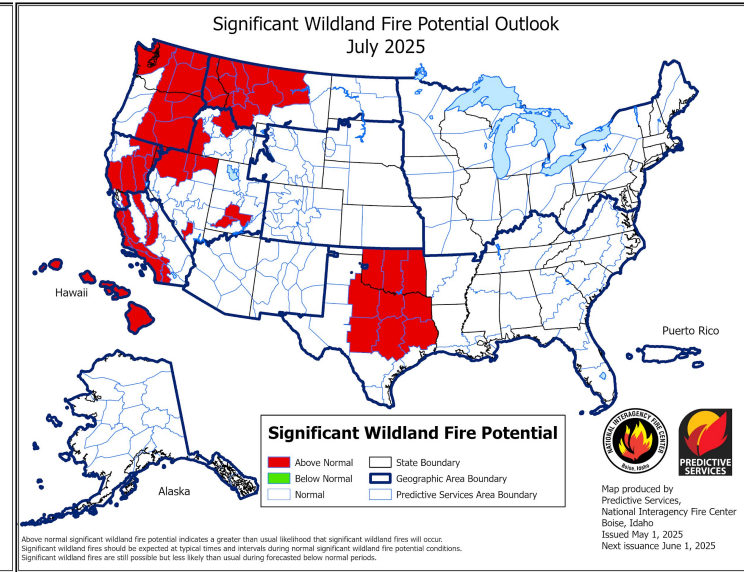 Significant Wildland Fire Potential Outlook
July 2025
Hawaii
Puerto Rico
Alaska
Significant Wildland Fire Potential
Above Normal
Below Normal
Normal
State Boundary
Geographic Area Boundary
Predictive Services Area Boundary
NATIONAL INTERAGENCY FIRE CENTER
Boise, Idaho
PREDICTIVE
SERVICES
Map produced by
Predictive Services,
National Interagency Fire Center
Boise, Idaho
Issued May 1, 2025
Next issuance June 1, 2025
Above normal significant wildland fire potential indicates a greater than usual likelihood that significant wildland fires will occur.
Significant wildland fires should be expected at typical times and intervals during normal significant wildland fire potential conditions.
Significant wildland fires are still possible but less likely than usual during forecasted below normal periods.